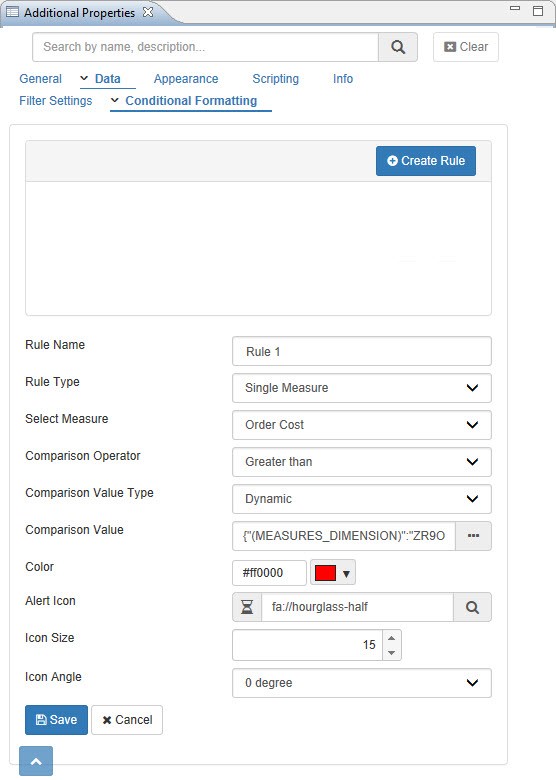 Additional Properties
Search by name, description...
Clear
General Data Appearance Scripting Info
Filter Settings Conditional Formatting
Create Rule
Rule Name Rule 1
Rule Type Single Measure
Select Measure Order Cost
Comparison Operator Greater than
Comparison Value Type Dynamic
Comparison Value {"(MEASURES_DIMENSION)":"ZR9O
Color #ff0000
Alert Icon fa://hourglass-half
Icon Size 15
Icon Angle 0 degree
Save Cancel